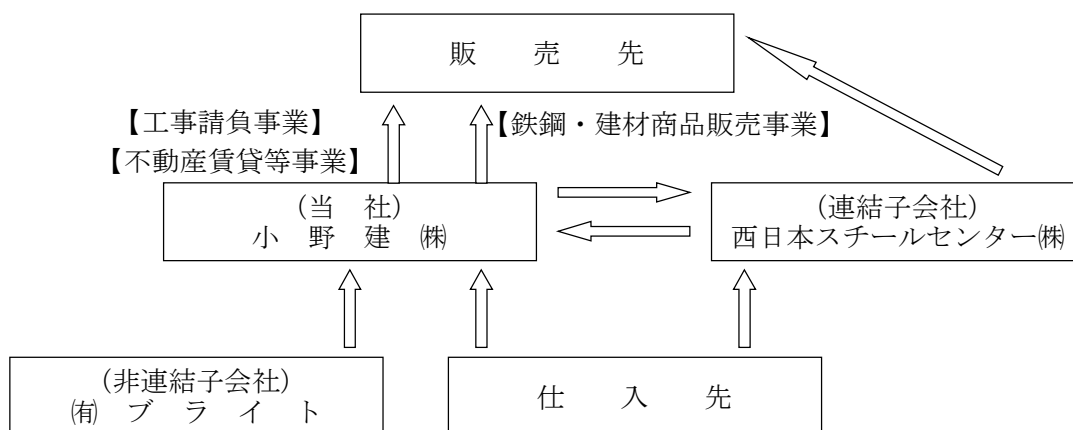 販　売　先
【工事請負事業】
【鉄鋼・建材商品販売事業】
【不動産賃貸等事業】
(当　社)
小　野　建　㈱
(連結子会社)
西日本スチールセンター㈱
(非連結子会社)
㈲　ブ　ラ　イ　ト
仕　入　先